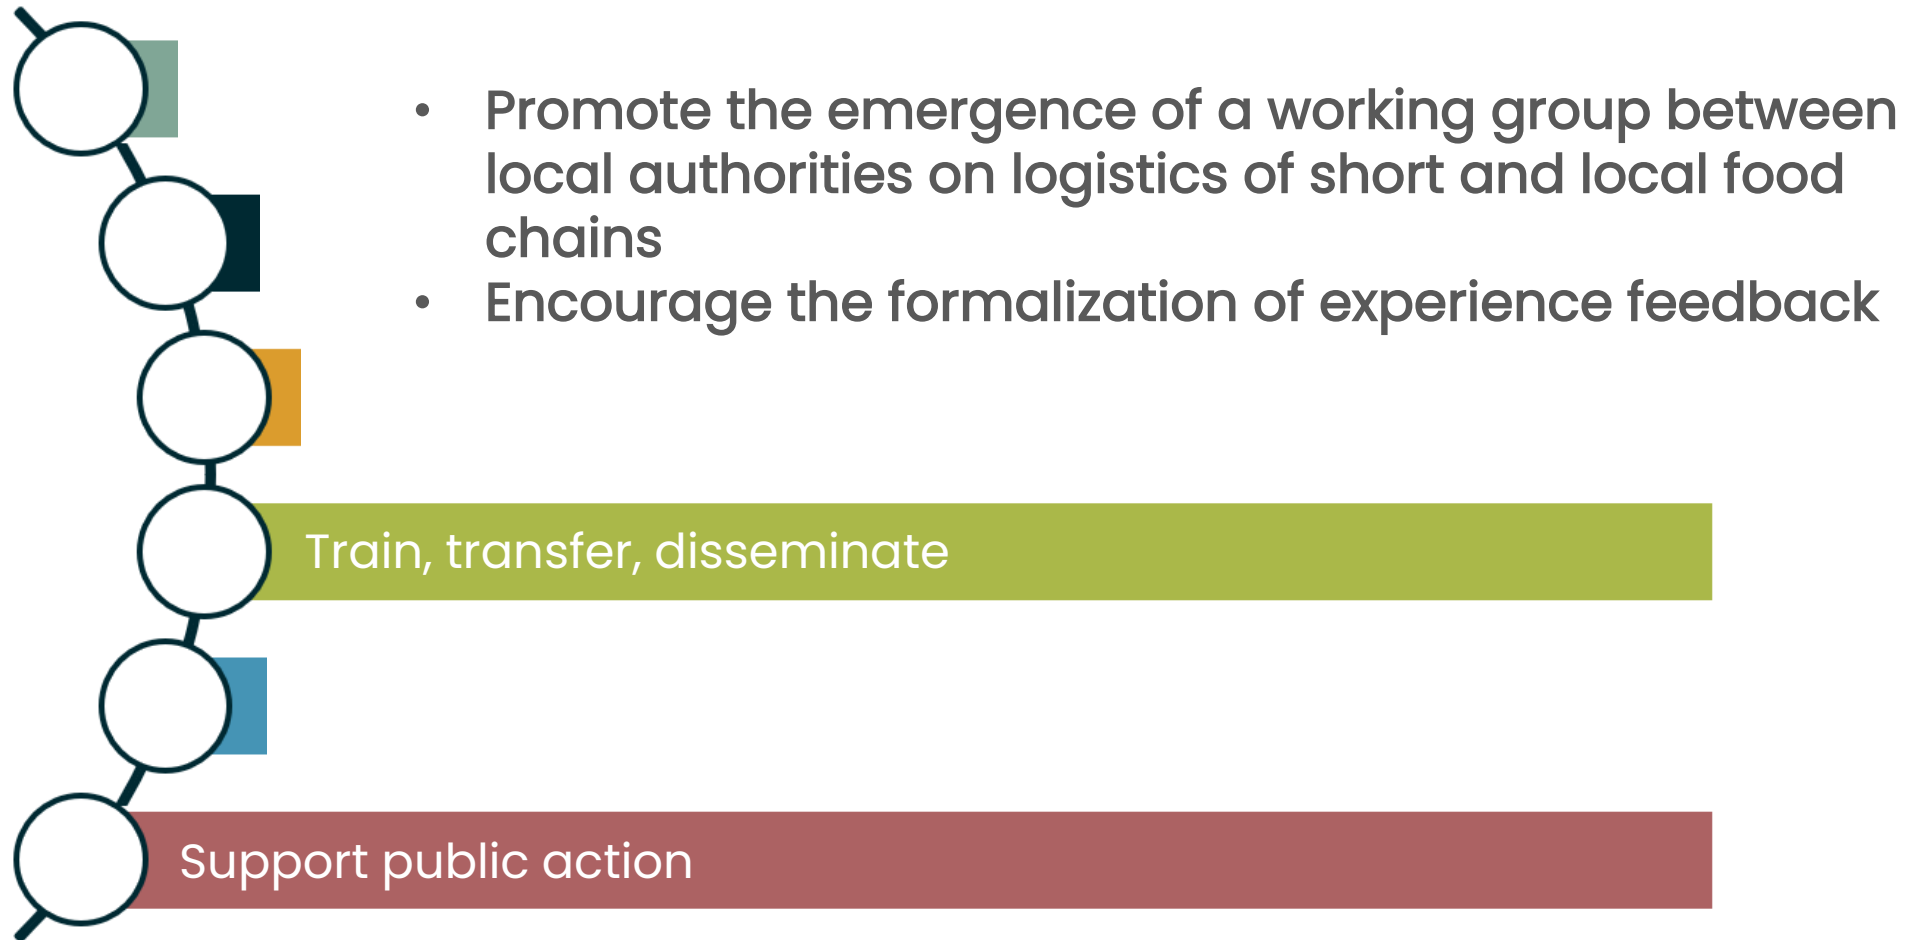 • Promote the emergence of a working group between
local authorities on logistics of short and local food
chains
• Encourage the formalization of experience feedback
Train, transfer, disseminate
Support public action